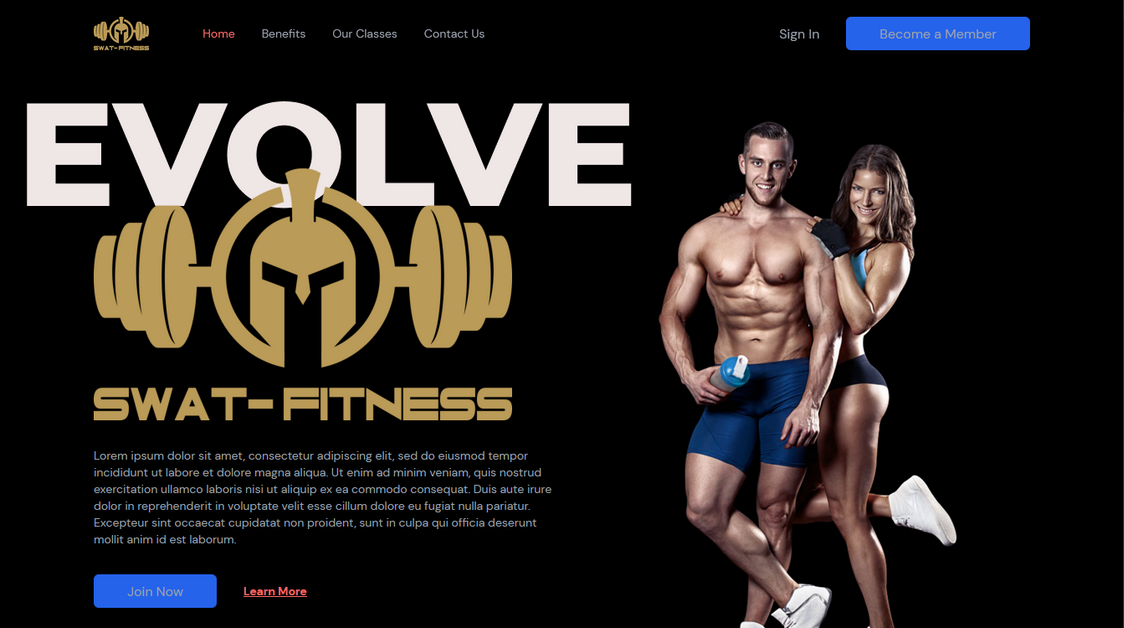 SWAT-FITNESS
Home
Benefits
Our Classes
Contact Us
Sign In
Become a Member
EVOLVE
SWAT- FITNESS
Lorem ipsum dolor sit amet, consectetur adipiscing elit, sed do eiusmod tempor
incididunt ut labore et dolore magna aliqua. Ut enim ad minim veniam, quis nostrud
exercitation ullamco laboris nisi ut aliquip ex ea commodo consequat. Duis aute irure
dolor in reprehenderit in voluptate velit esse cillum dolore eu fugiat nulla pariatur.
Excepteur sint occaecat cupidatat non proident, sunt in culpa qui officia deserunt
mollit anim id est laborum.
Join Now
Learn More